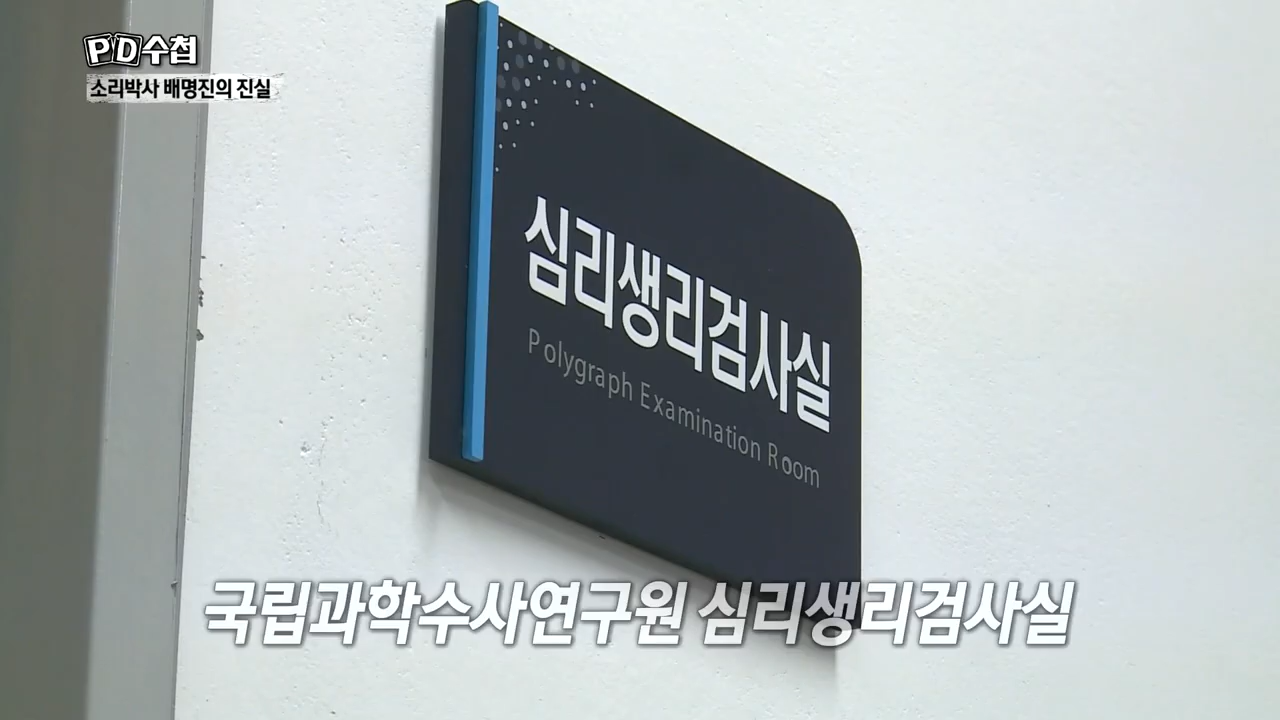 PD수첩
소리박사 배명진의 진실
심리생리검사실
Polygraph Examination Room
국립과학수사연구원 심리생리검사실